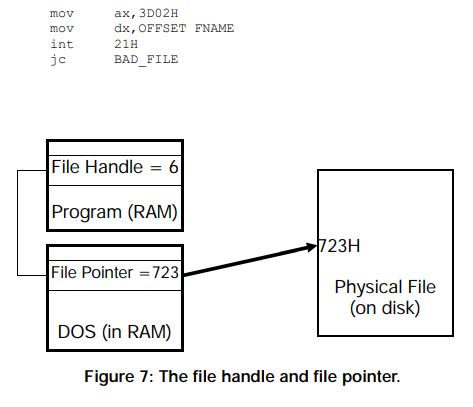 mov ax,3D02H
mov dx,OFFSET FNAME
int 21H
jc BAD_FILE
File Handle = 6
Program (RAM)
File Pointer =723
DOS (in RAM)
723H
Physical File
(on disk)
Figure 7: The file handle and file pointer.